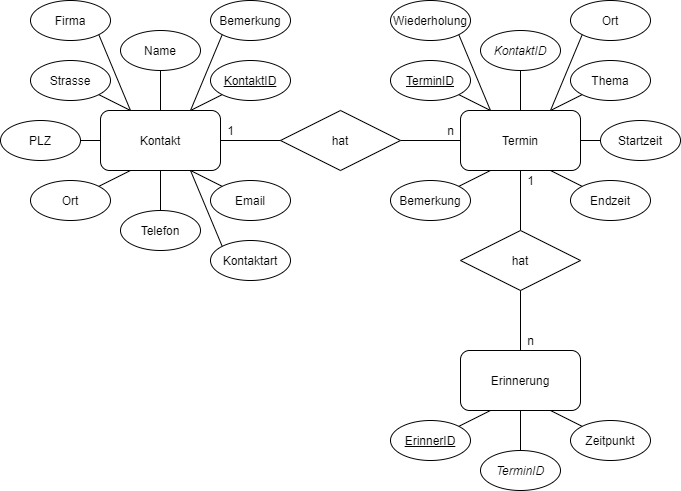 Firma
Bemerkung
Wiederholung
Ort
Name
KontaktID
Strasse
KontaktID
TerminID
Thema
PLZ
Kontakt
1
hat
n
Termin
Startzeit
Ort
Email
Bemerkung
1
Endzeit
Telefon
Kontaktart
hat
n
Erinnerung
ErinnerID
Zeitpunkt
TerminID